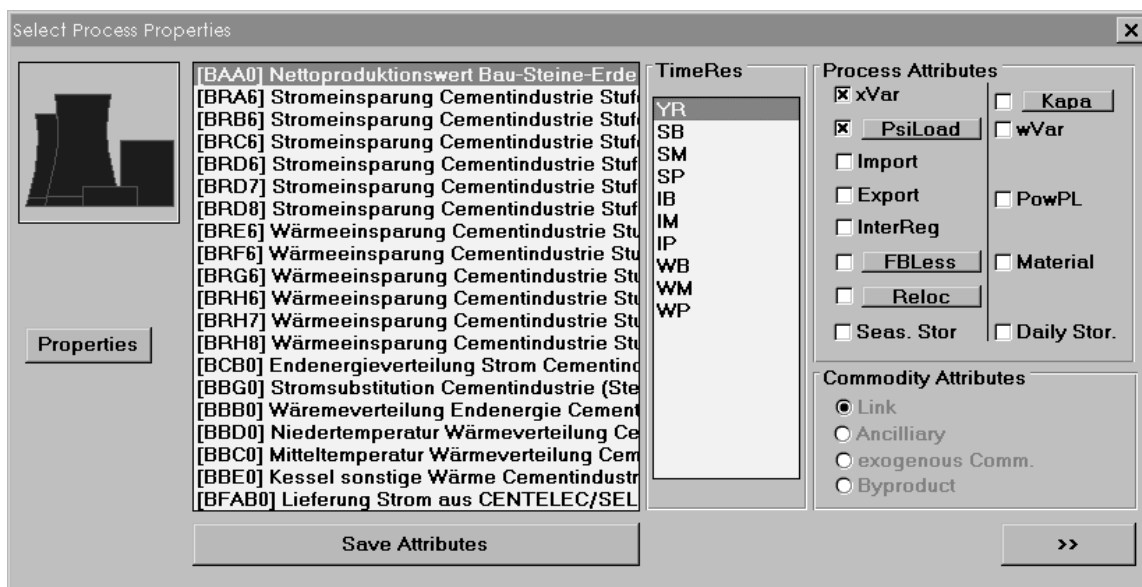 Select Process Properties
[BAA0] Nettoproduktionswert Bau-Steine-Erde
[BRA6] Stromeinsparung Cementindustrie Stuf
[BRB6] Stromeinsparung Cementindustrie Stuf
[BRC6] Stromeinsparung Cementindustrie Stuf
[BRD6] Stromeinsparung Cementindustrie Stuf
[BRD7] Stromeinsparung Cementindustrie Stuf
[BRD8] Stromeinsparung Cementindustrie Stuf
[BRE6] Wärmeeinsparung Cementindustrie Stu
[BRF6] Wärmeeinsparung Cementindustrie Stu
[BRG6] Wärmeeinsparung Cementindustrie Stu
[BRH6] Wärmeeinsparung Cementindustrie Stu
[BRH7] Wärmeeinsparung Cementindustrie Stu
[BRH8] Wärmeeinsparung Cementindustrie Stu
[BCB0] Endenergieverteilung Strom Cementind
[BBG0] Stromsubstitution Cementindustrie (Ste
[BBB0] Wäremeverteilung Endenergie Cement
[BBD0] Niedertemperatur Wärmeverteilung Ce
[BBC0] Mitteltemperatur Wärmeverteilung Cem
[BBE0] Kessel sonstige Wärme Cementindustr
[BFAB0] Lieferung Strom aus CENTELEC/SEL
Properties
Save Attributes
TimeRes
YR
SB
SM
SP
IB
IM
IP
WB
WM
WP
Process Attributes
xVar
PsiLoad
Import
Export
InterReg
FBLess
Reloc
Seas. Stor
Kapa
wVar
PowPL
Material
Daily Stor.
Commodity Attributes
Link
Ancilliary
exogenous Comm.
Byproduct
>>